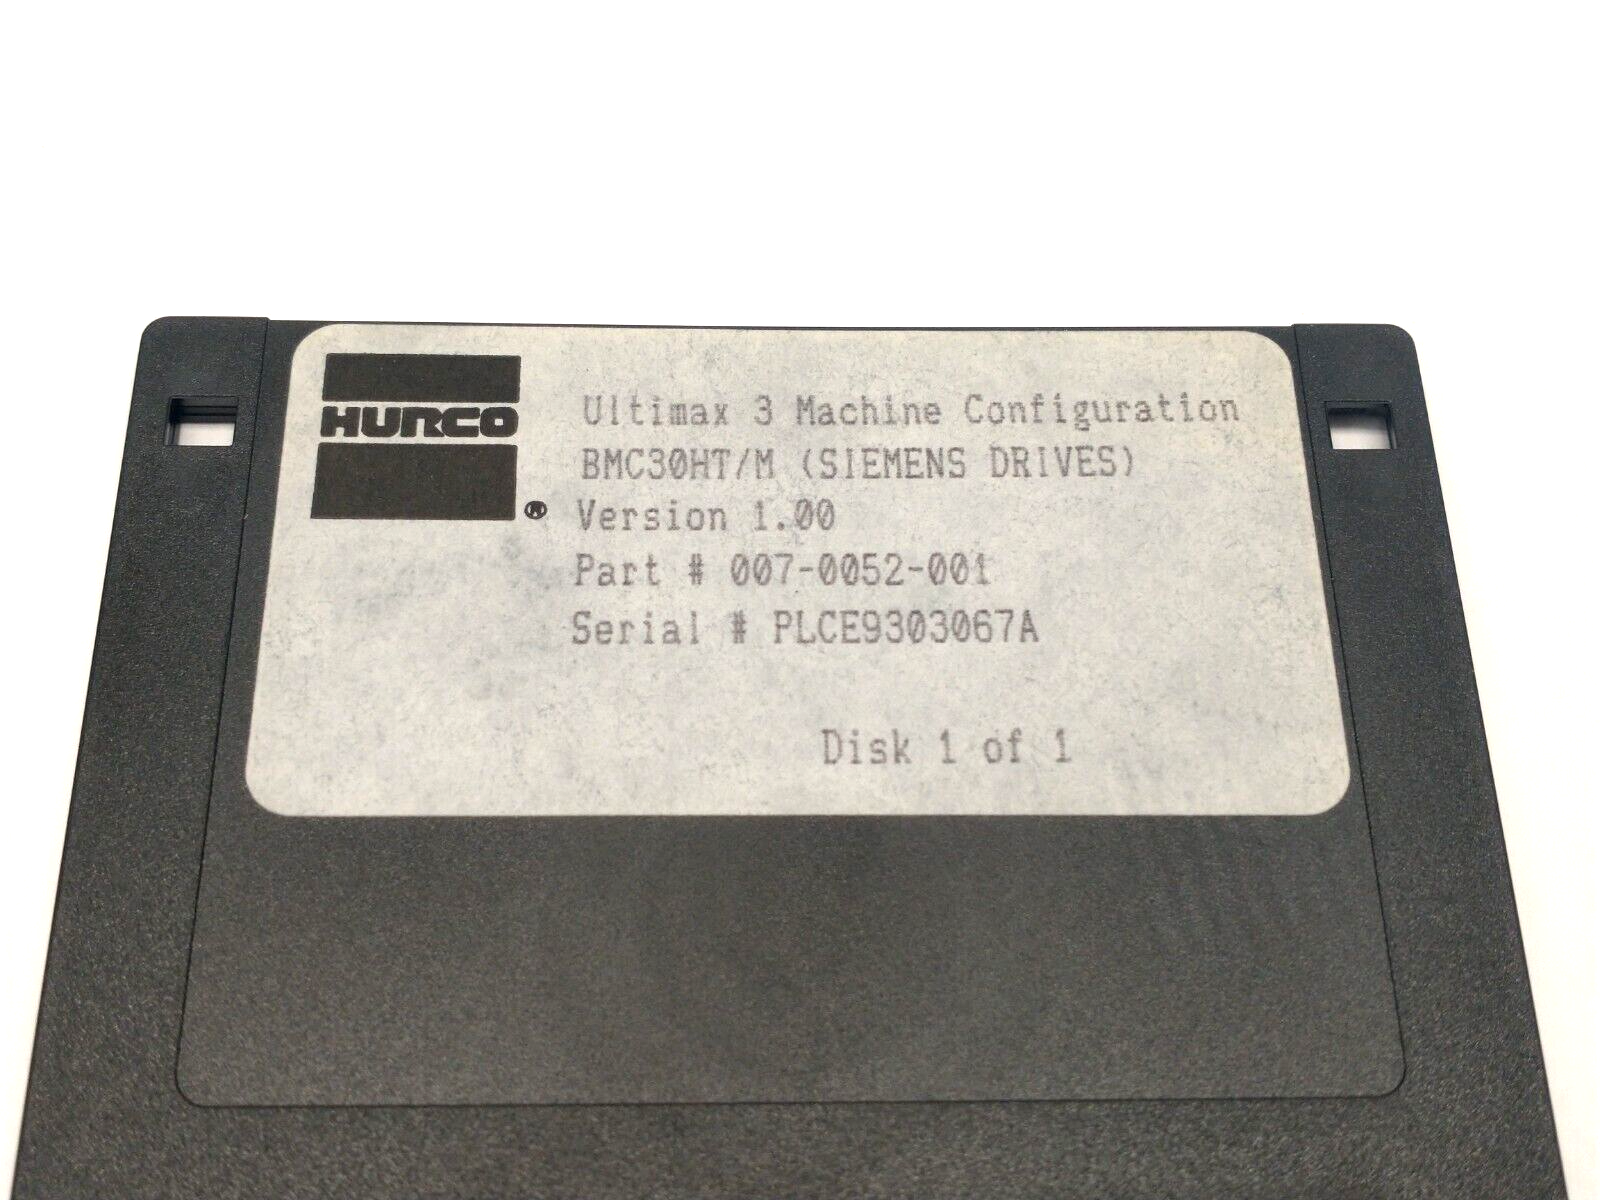 HURCO
®
Ultimax 3 Machine Configuration
BMC30HT/M (SIEMENS DRIVES)
Version 1.00
Part # 007-0052-001
Serial # PLCE9303067A
Disk 1 of 1